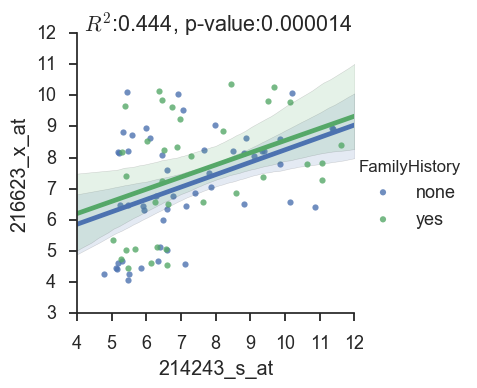 R²:0.444, p-value:0.000014
12
11
10
9
8
7
6
5
4
3
216623_x_at
4 5 6 7 8 9 10 11 12
214243_s_at
FamilyHistory
none
yes